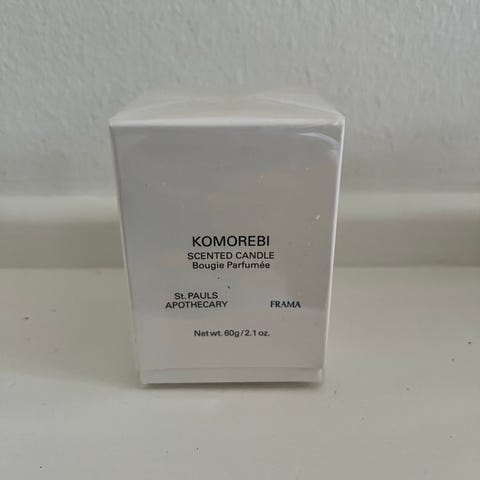 KOMOREBI
SCENTED CANDLE
Bougie Parfumée
St. PAULS
APOTHECARY
FRAMA
Net wt. 60g / 2.1 oz.